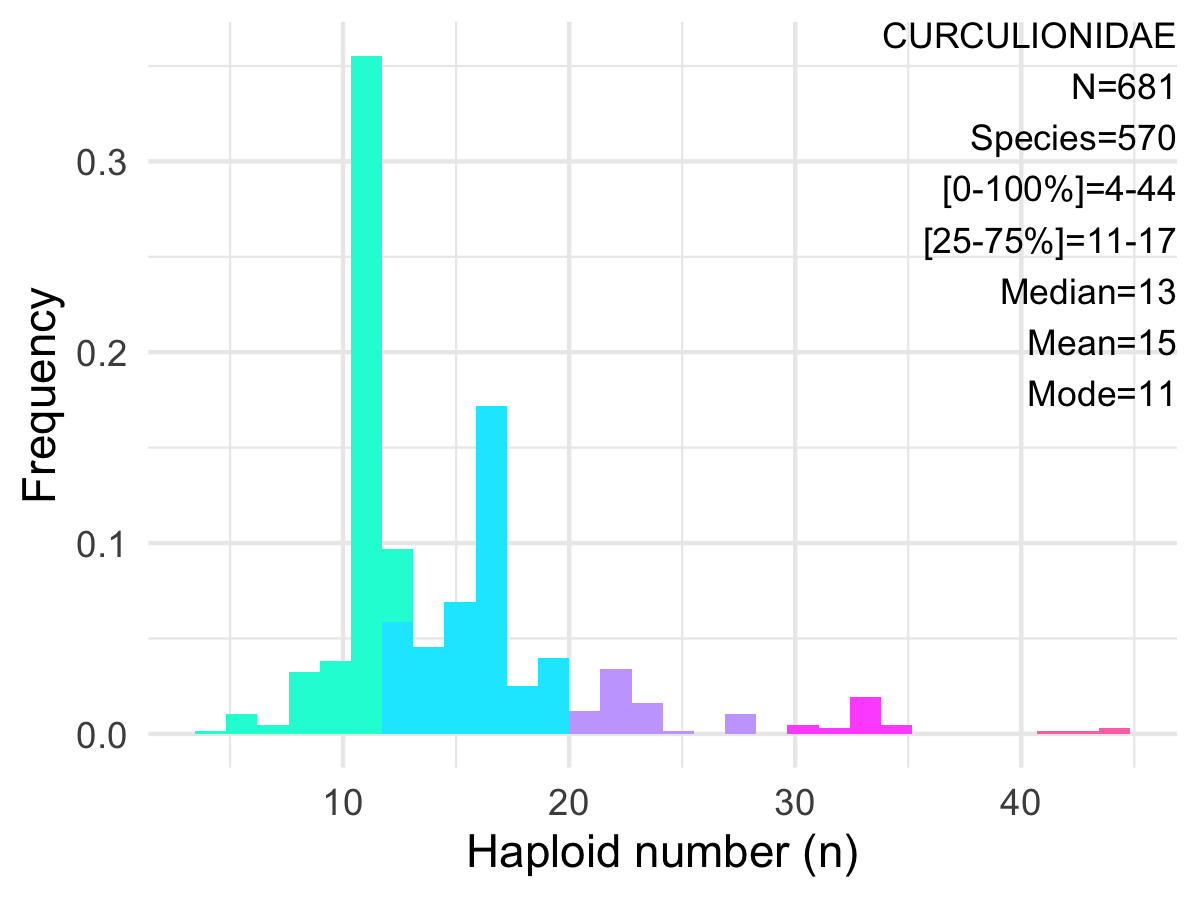 CURCULIONIDAE
N=681
Species=570
[0-100%]=4-44
[25-75%]=11-17
Median=13
Mean=15
Mode=11
Frequency
0.3
0.2
0.1
0.0
10 20 30 40
Haploid number (n)